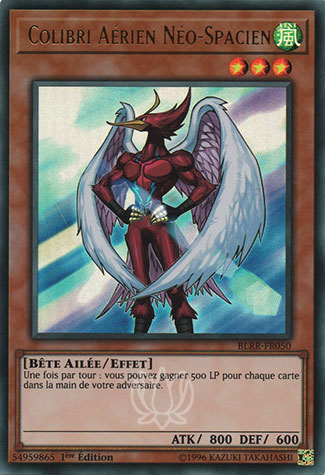 Colibri Aérien Néo-Spacien
風
BLRR-FR050
[Bête Ailée/Effet]
Une fois par tour : vous pouvez gagner 500 LP pour chaque carte
dans la main de votre adversaire.
ATK/ 800 DEF/ 600
54959865 1ère Édition ©1996 KAZUKI TAKAHASHI